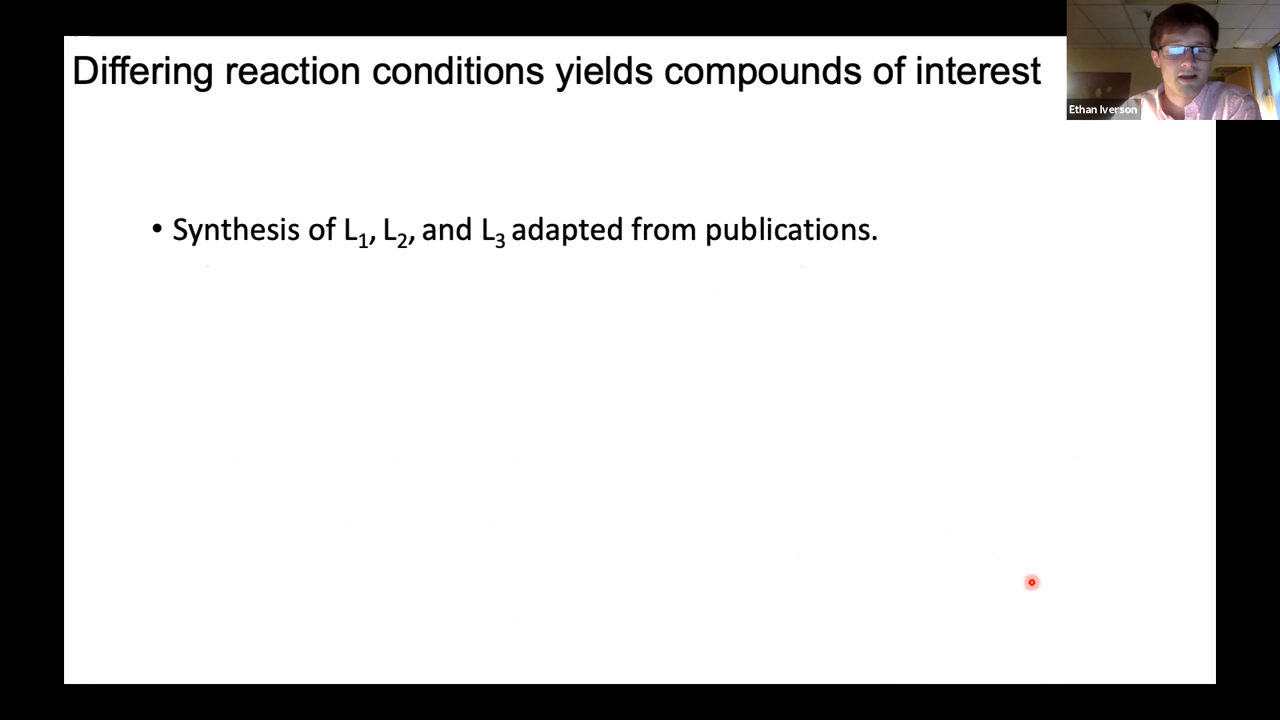 Differing reaction conditions yields compounds of interest
Ethan Iverson
• Synthesis of L₁, L₂, and L₃ adapted from publications.